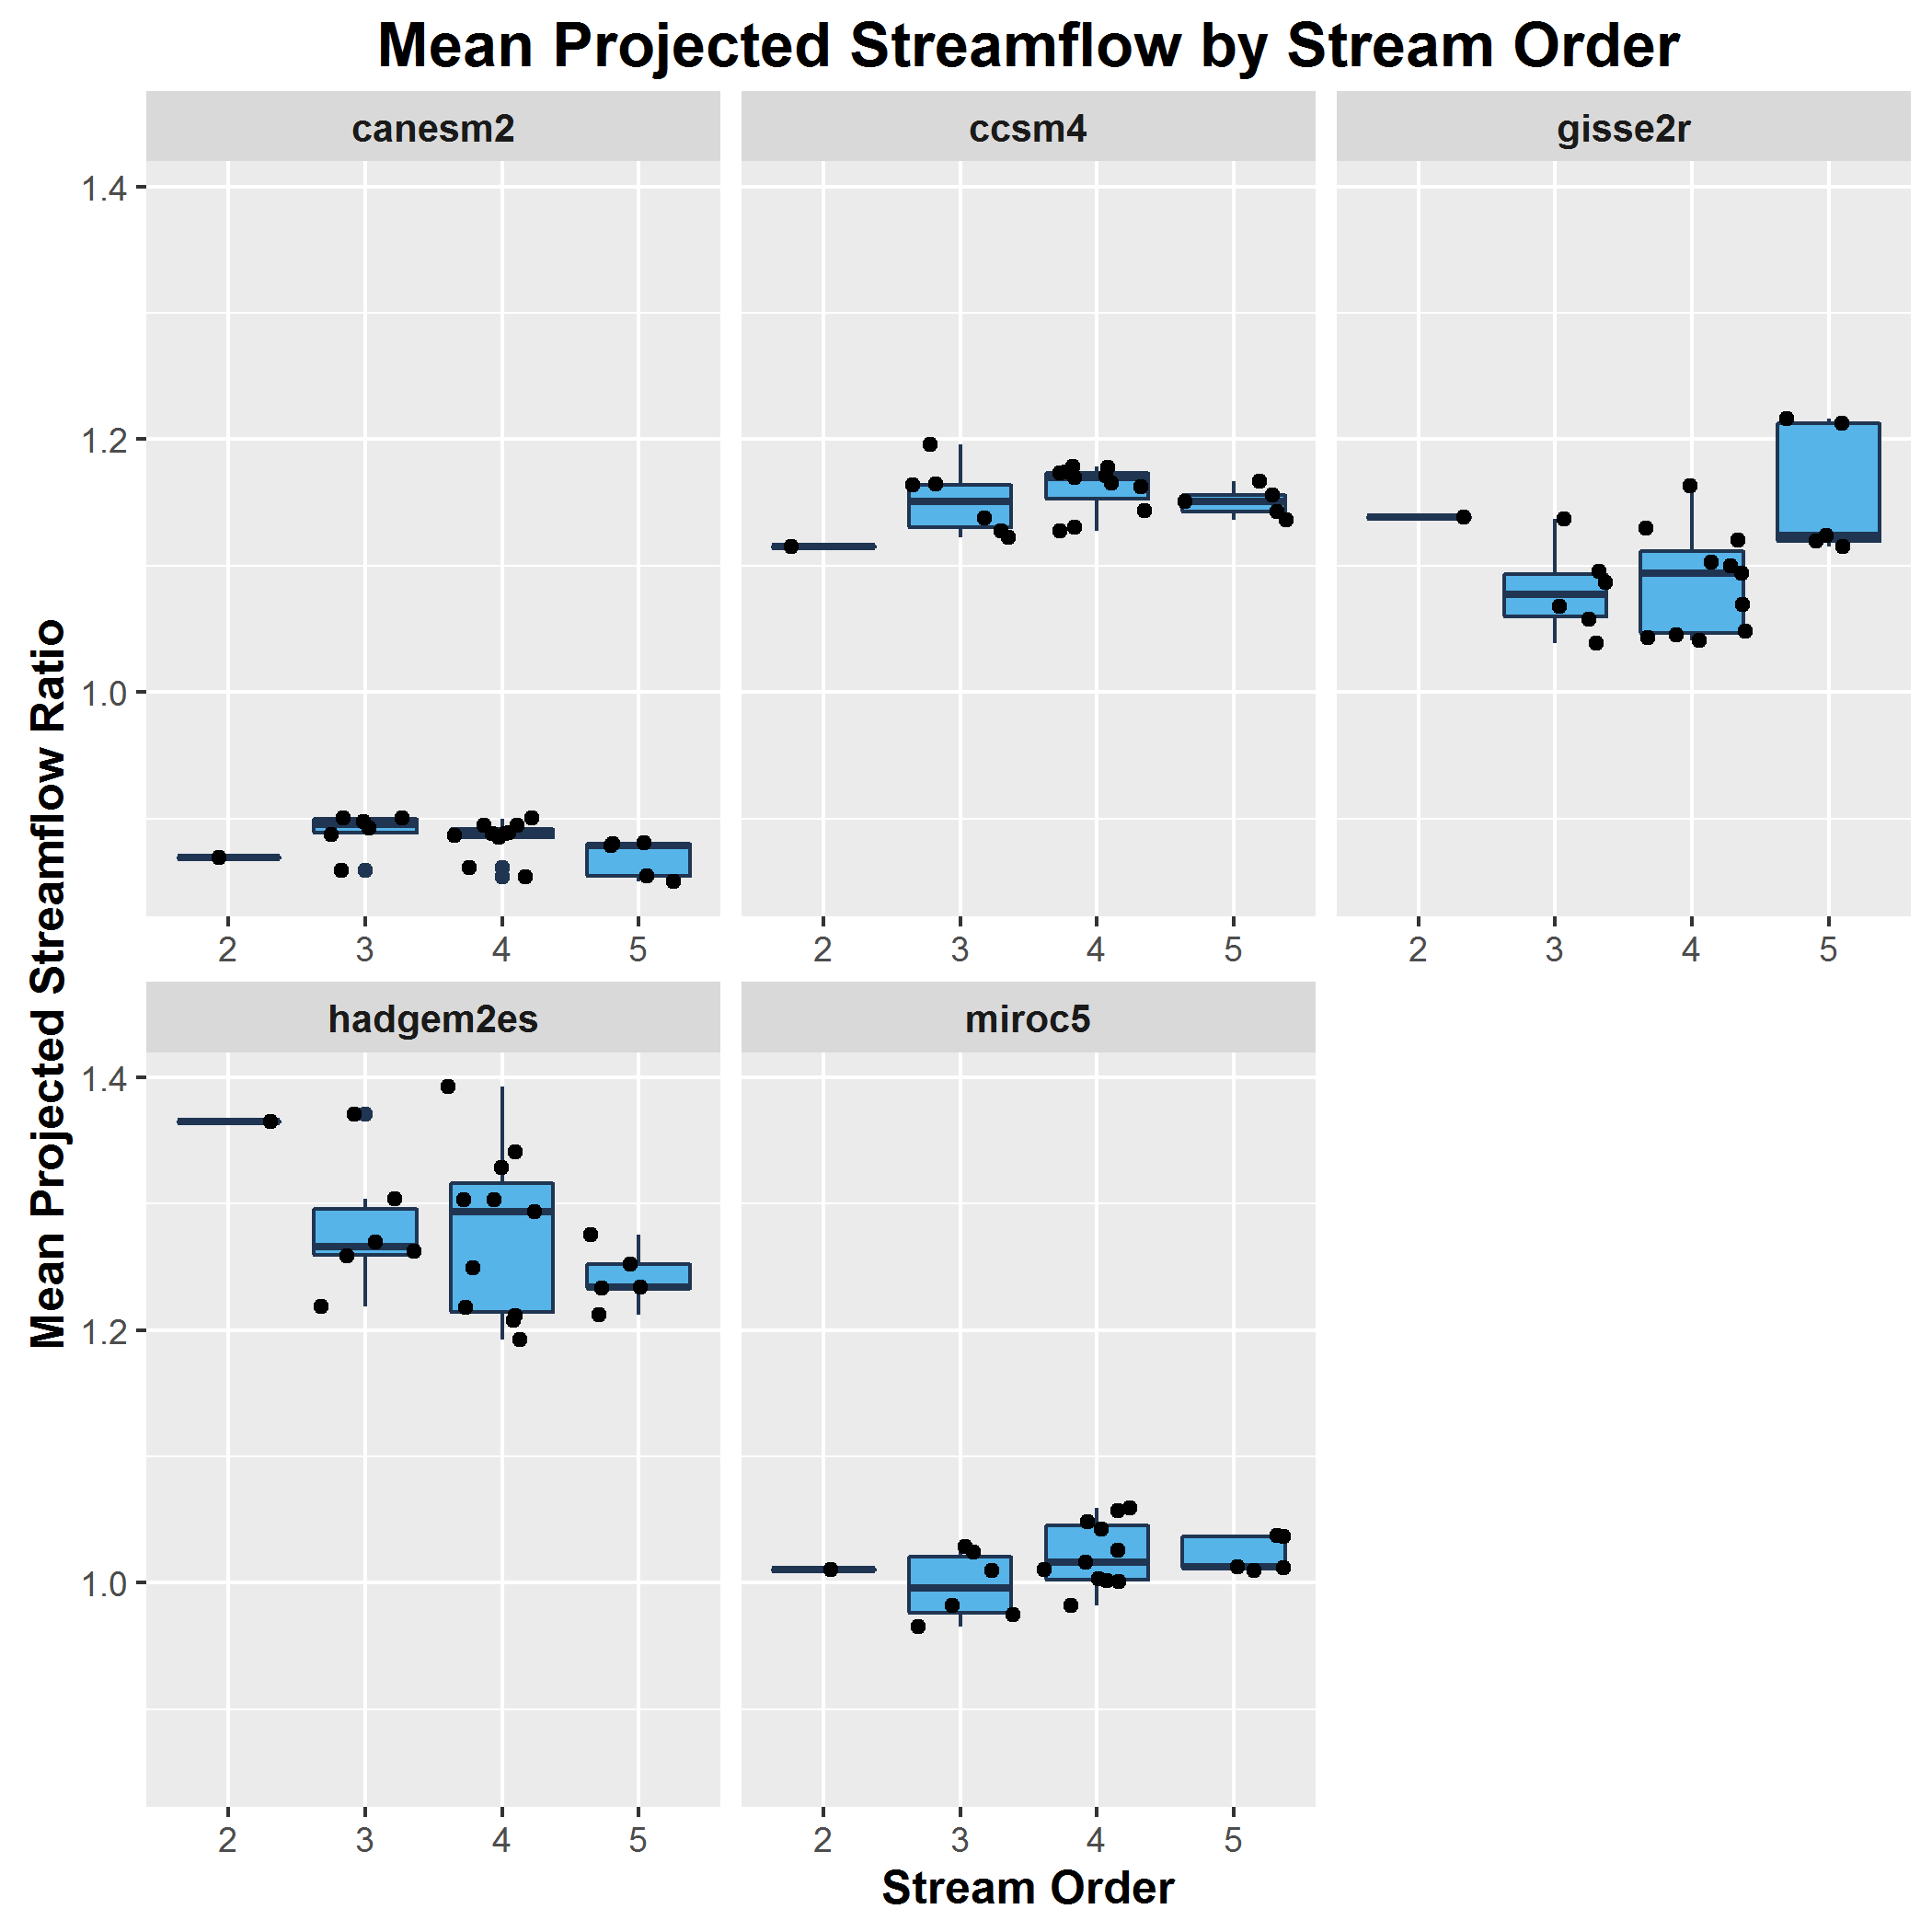 Mean Projected Streamflow by Stream Order
canesm2
ccsm4
gisse2r
Mean Projected Streamflow Ratio
1.4
1.2
1.0
2 3 4 5
2 3 4 5
2 3 4 5
hadgem2es
miroc5
1.4
1.2
1.0
2 3 4 5
2 3 4 5
Stream Order